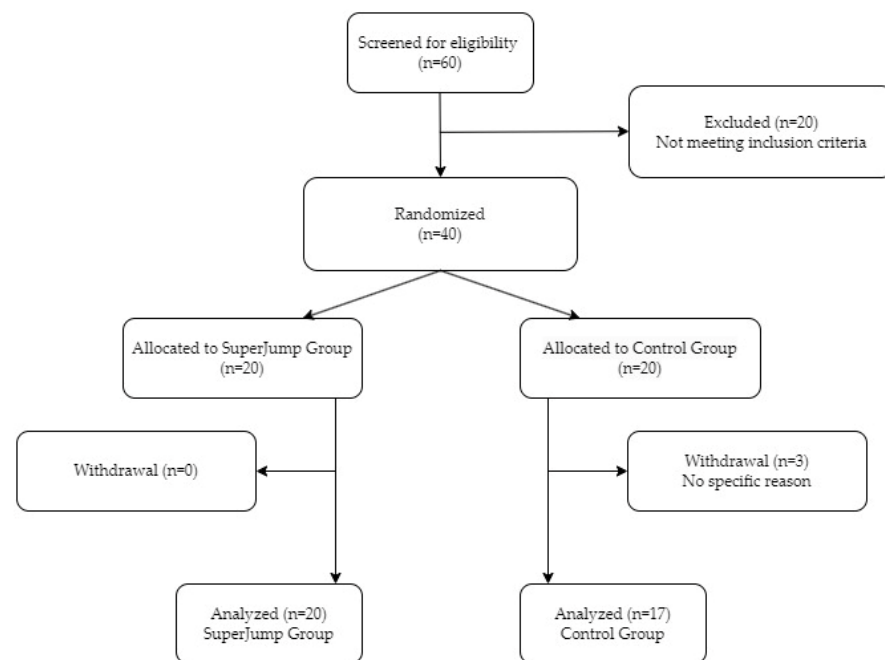 Screened for eligibility
(n=60)
Excluded (n=20)
Not meeting inclusion criteria
Randomized
(n=40)
Allocated to SuperJump Group
(n=20)
Allocated to Control Group
(n=20)
Withdrawal (n=0)
Withdrawal (n=3)
No specific reason
Analyzed (n=20)
SuperJump Group
Analyzed (n=17)
Control Group